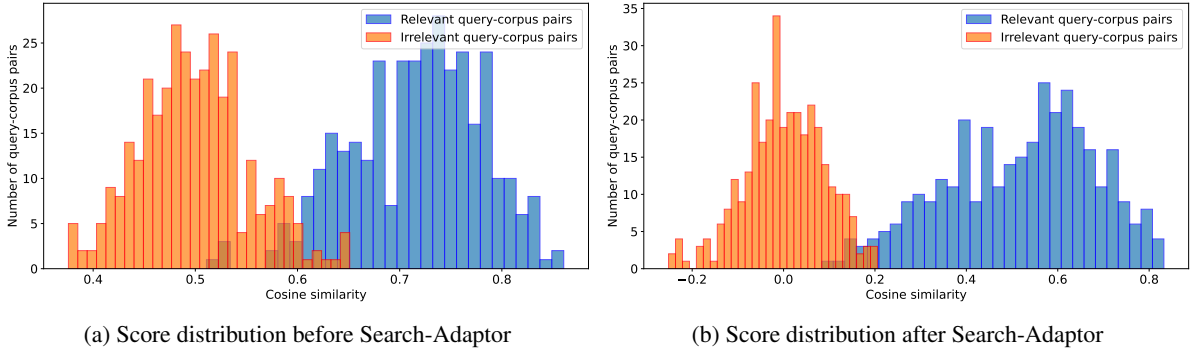 Relevant query-corpus pairs
Irrelevant query-corpus pairs
Number of query-corpus pairs
25
20
15
10
5
0
0.4 0.5 0.6 0.7 0.8
Cosine similarity
(a) Score distribution before Search-Adaptor
Relevant query-corpus pairs
Irrelevant query-corpus pairs
Number of query-corpus pairs
35
30
25
20
15
10
5
0
−0.2 0.0 0.2 0.4 0.6 0.8
Cosine similarity
(b) Score distribution after Search-Adaptor